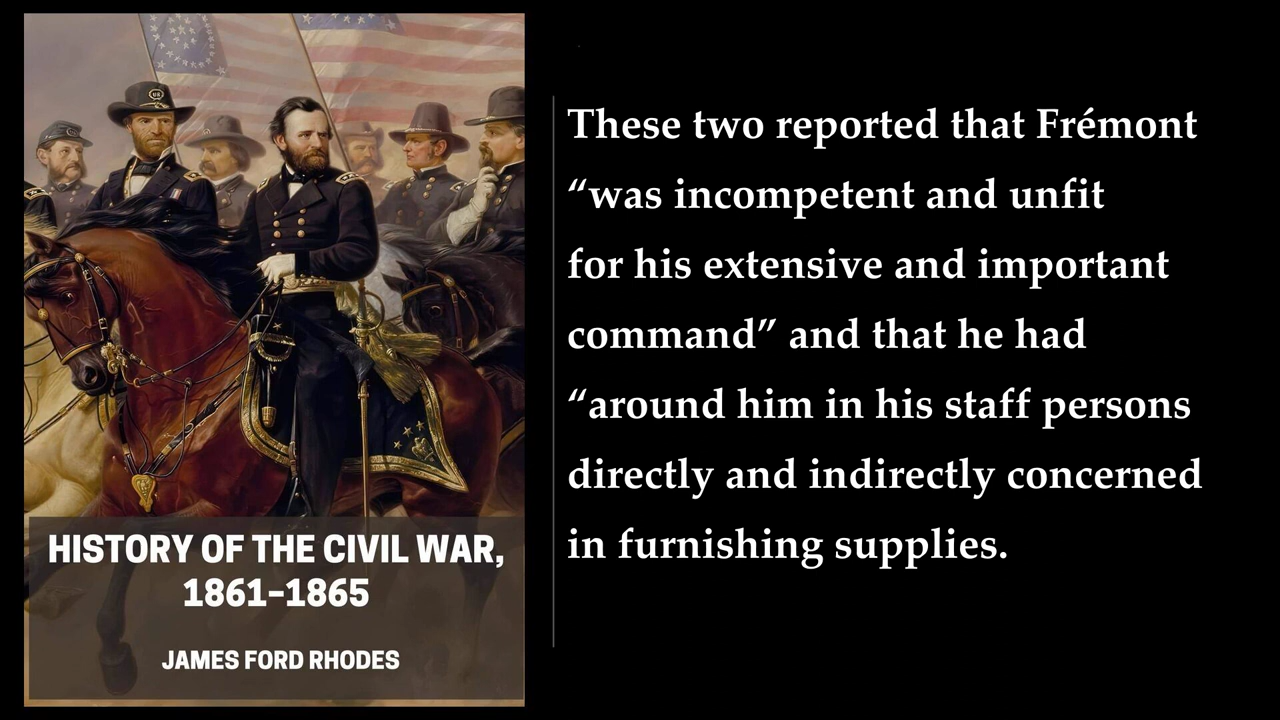 HISTORY OF THE CIVIL WAR,
1861–1865
JAMES FORD RHODES
These two reported that Frémont
“was incompetent and unfit
for his extensive and important
command” and that he had
“around him in his staff persons
directly and indirectly concerned
in furnishing supplies.